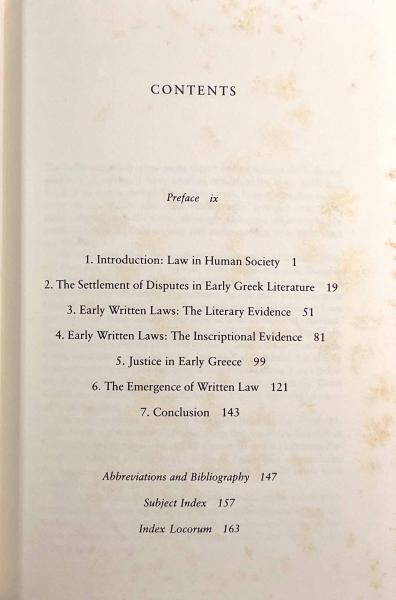 CONTENTS
Preface ix
1. Introduction: Law in Human Society 1
2. The Settlement of Disputes in Early Greek Literature 19
3. Early Written Laws: The Literary Evidence 51
4. Early Written Laws: The Inscriptional Evidence 81
5. Justice in Early Greece 99
6. The Emergence of Written Law 121
7. Conclusion 143
Abbreviations and Bibliography 147
Subject Index 157
Index Locorum 163